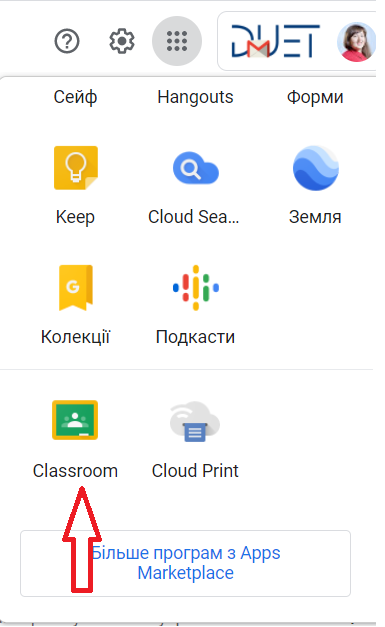 DUET
Сейф Hangouts Форми
Keep Cloud Sea... Земля
G
Колекції Подкасти
Classroom Cloud Print
Більше програм з Apps
Marketplace